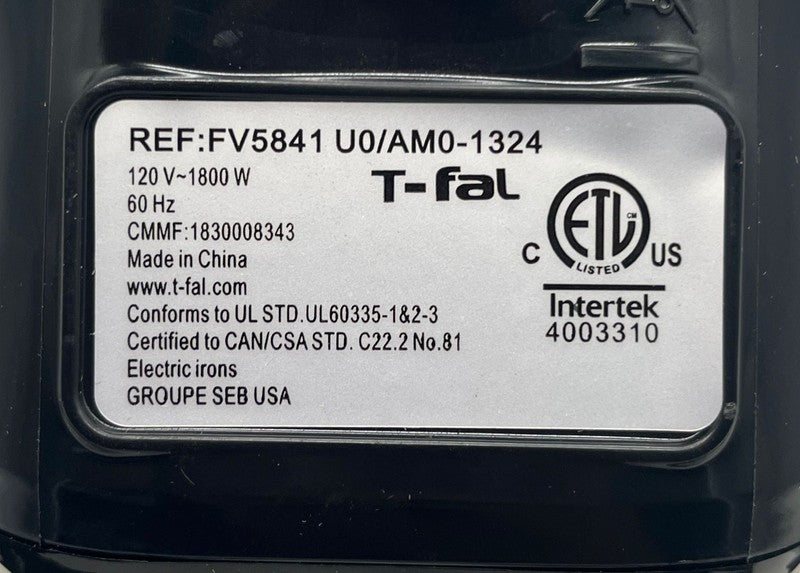 REF:FV5841 U0/AM0-1324
120 V~1800 W
60 Hz
CMMF:1830008343
Made in China
www.t-fal.com
Conforms to UL STD.UL60335-1&2-3
Certified to CAN/CSA STD. C22.2 No.81
Electric irons
GROUPE SEB USA
T-fal
ETL CM
LISTED
C US
Intertek
4003310